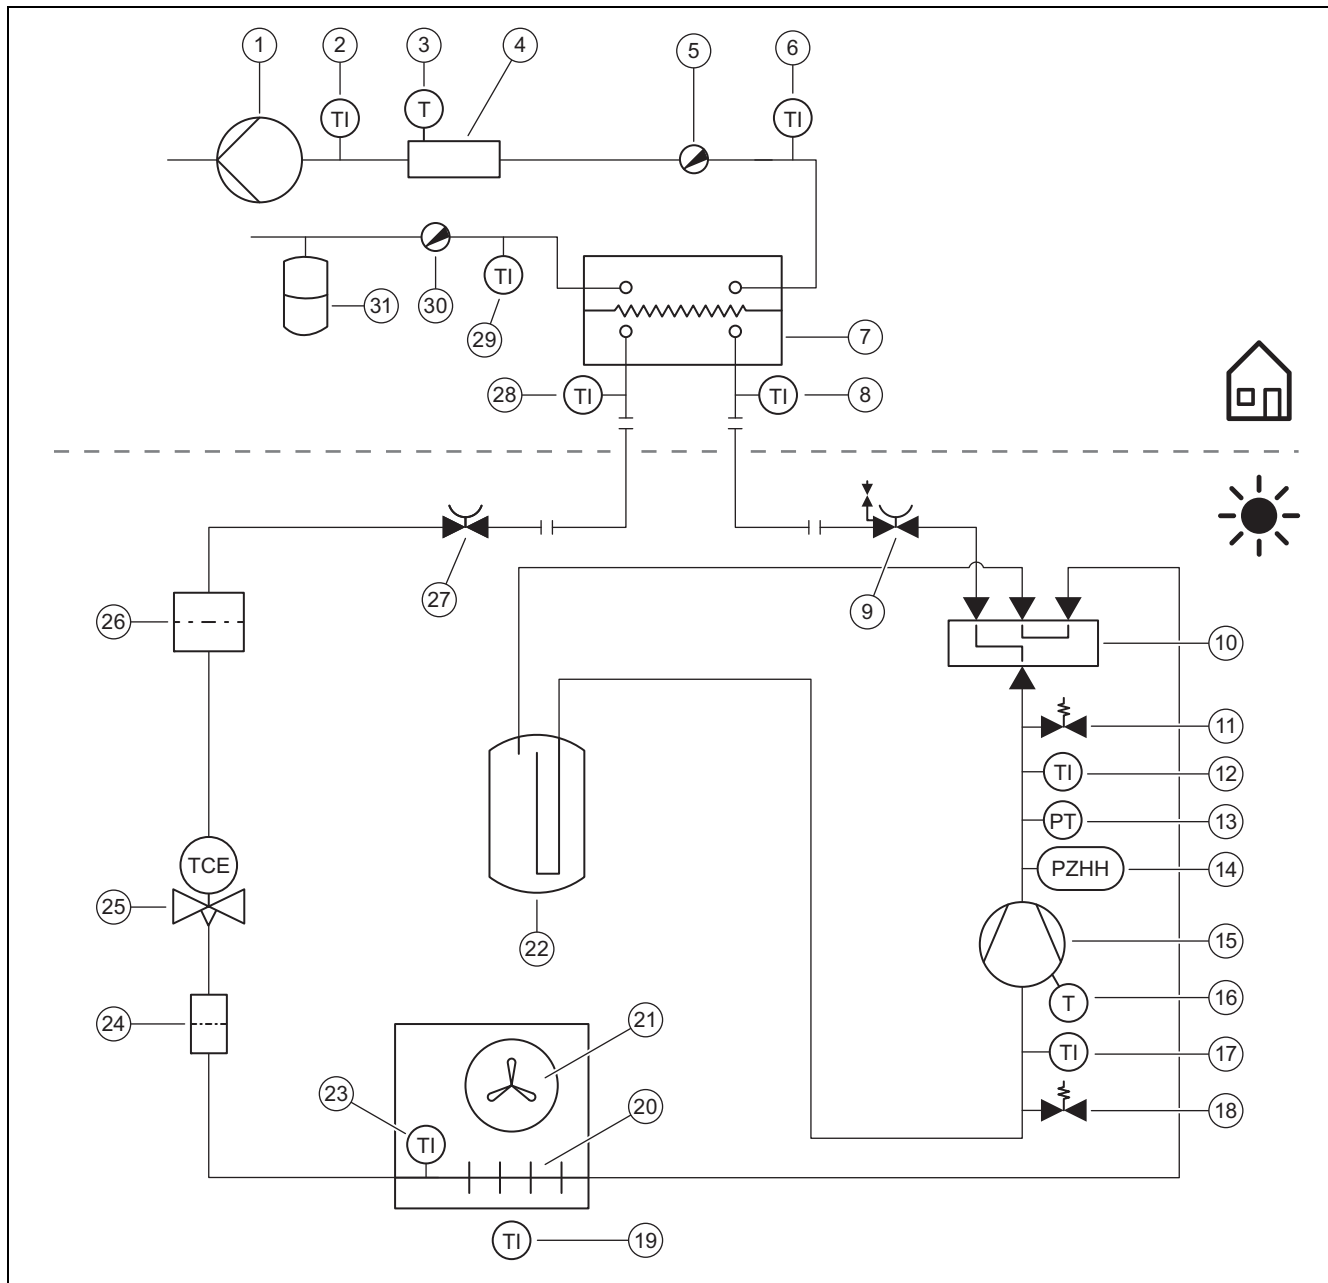 1 2 3 4 5 6
TI T TI
TI
31 30 29 7
28 TI TI 8
27 9
26 10
11
TI 12
PT 13
TCE PZHH 14
25 22 15
T 16
24 21 TI 17
23 20 18
TI
TI 19